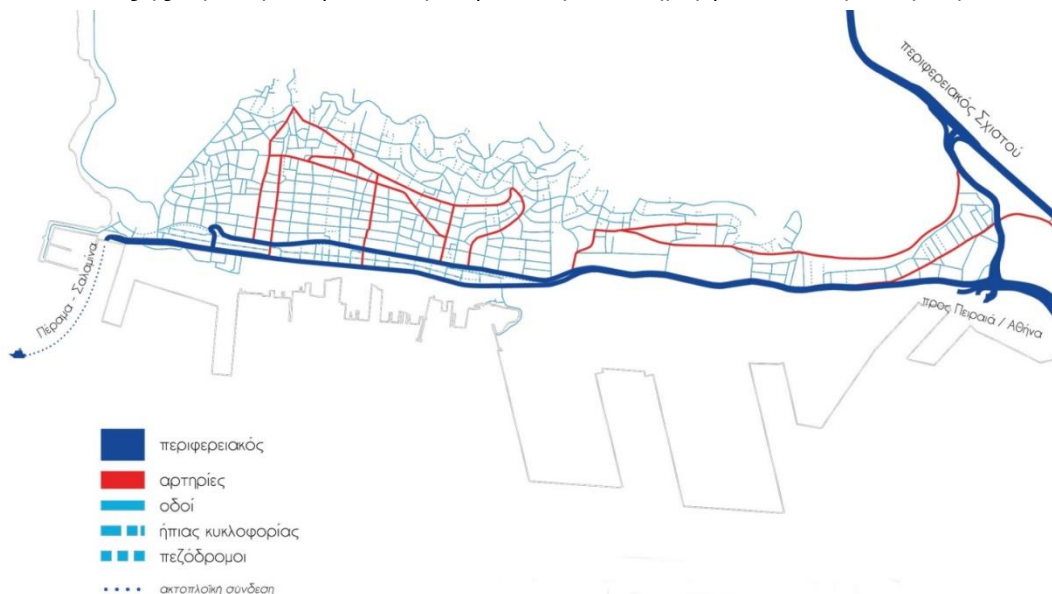 περιφερειακός Σχιστού
Πέραμα - Σαλαμίνα
προς Πειραιά / Αθήνα
περιφερειακός
αρτηρίες
οδοί
ήπιας κυκλοφορίας
πεζόδρομοι
ακτοπλοϊκή σύνδεση